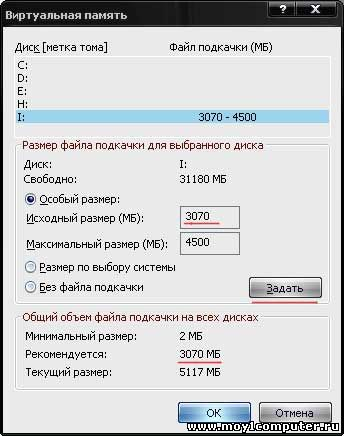 Виртуальная память
Диск [метка тома] Файл подкачки (МБ)
C:
D:
E:
H:
I: 3070 - 4500
Размер файла подкачки для выбранного диска
Диск: I:
Свободно: 31180 МБ
Особый размер:
Исходный размер (МБ): 3070
Максимальный размер (МБ): 4500
Размер по выбору системы
Без файла подкачки Задать
Общий объем файла подкачки на всех дисках
Минимальный размер: 2 МБ
Рекомендуется: 3070 МБ
Текущий размер: 5117 МБ
OK Отмена
www.moy1computer.ru